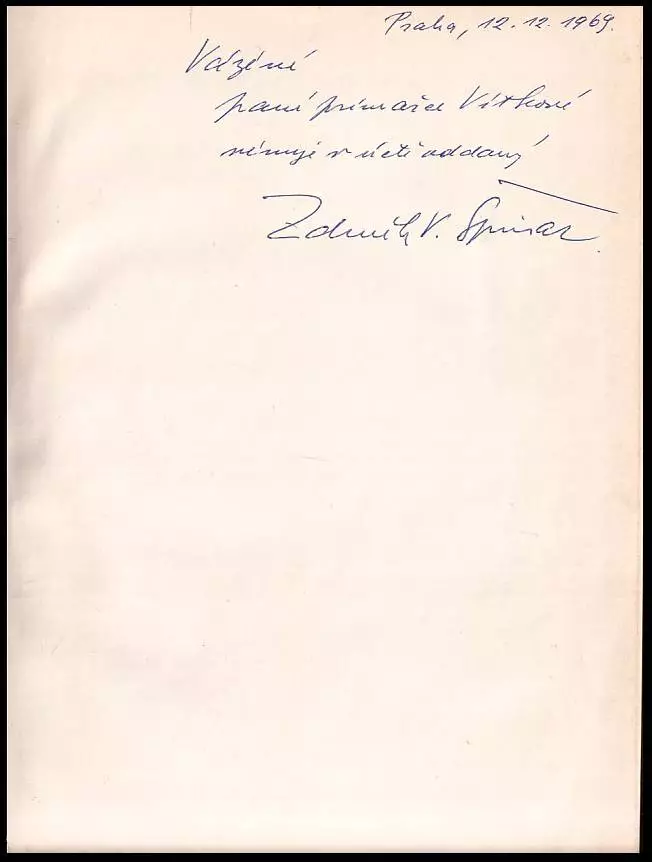 Praha, 12.12.1969.
Vážené
paní primářce Vítkové
věnuje v úctě oddaný
Zdeněk V. Špinar